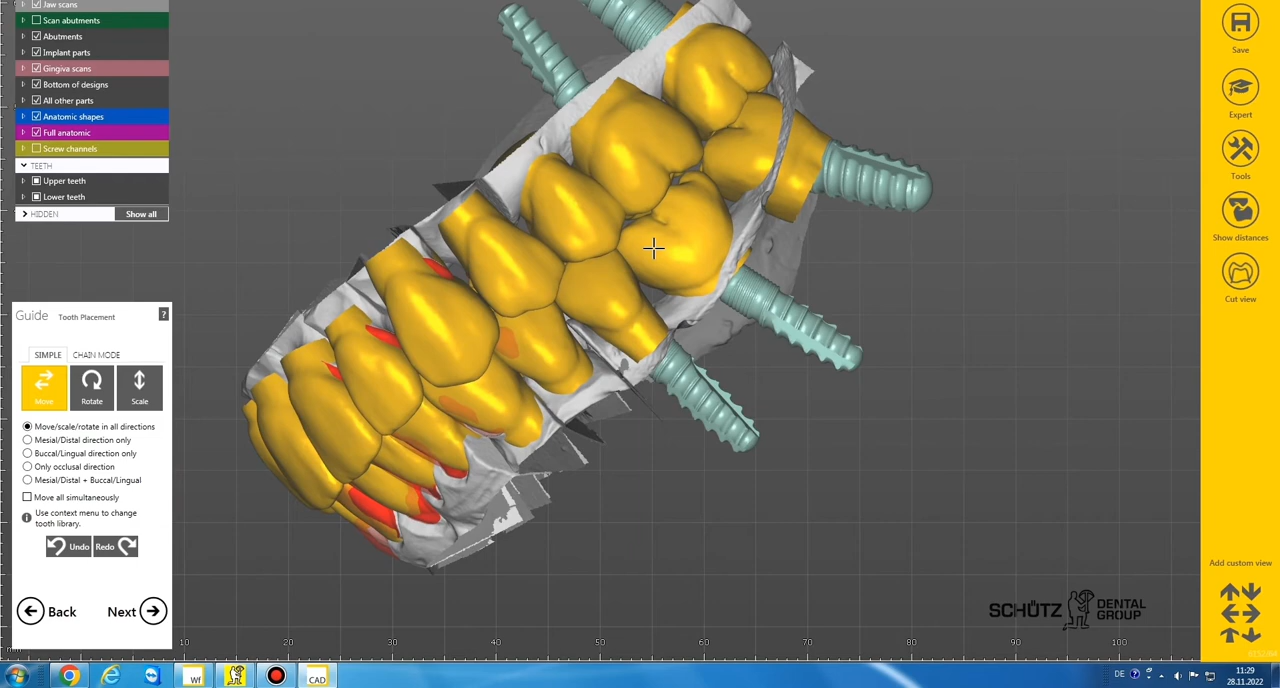 Jaw scans
Scan abutments
Abutments
Implant parts
Gingiva scans
Bottom of designs
All other parts
Anatomic shapes
Full anatomic
Screw channels
TEETH
Upper teeth
Lower teeth
HIDDEN
Show all
Guide Tooth Placement ?
SIMPLE CHAIN MODE
Move Rotate Scale
Move/scale/rotate in all directions
Mesial/Distal direction only
Buccal/Lingual direction only
Only occlusal direction
Mesial/Distal + Buccal/Lingual
Move all simultaneously
Use context menu to change
tooth library.
Undo Redo
Back Next
Save
Expert
Tools
Show distances
Cut view
Add custom view
SCHÜTZ DENTAL
GROUP
10 20 30 40 50 60 70 80 90 100
Wf CAD
DE
11:29
28.11.2022